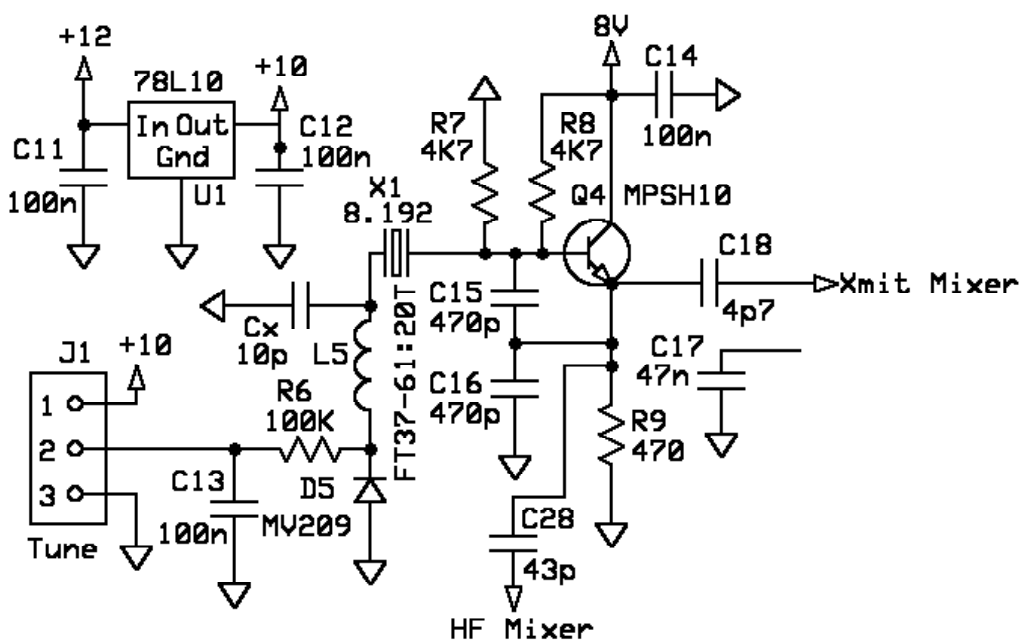 +12
78L10
+10
In Out
Gnd
U1
C11
100n
C12
100n
8V
C14
100n
R7
4K7
R8
4K7
Q4 MPSH10
X1
8.192
C18
4p7
Xmit Mixer
C15
470p
C16
470p
C17
47n
Cx
10p
L5
FT37-61:20T
J1
+10
1
2
3
Tune
R6
100K
C13
100n
D5
MV209
R9
470
C28
43p
HF Mixer